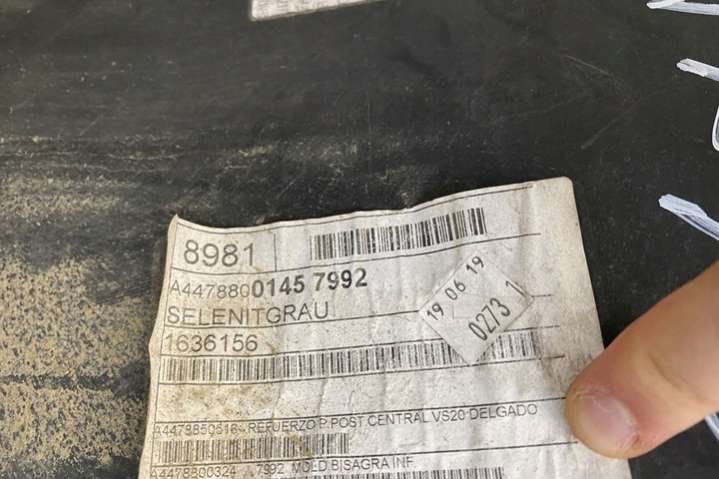 8981
A4478800145 7992
SELENITGRAU
1636156
19 06 19
0273 1
A4478850816 - REFUERZO P.POST CENTRAL VS20 DELGADO
A4478800324 7992 MOLD.BISAGRA INF.